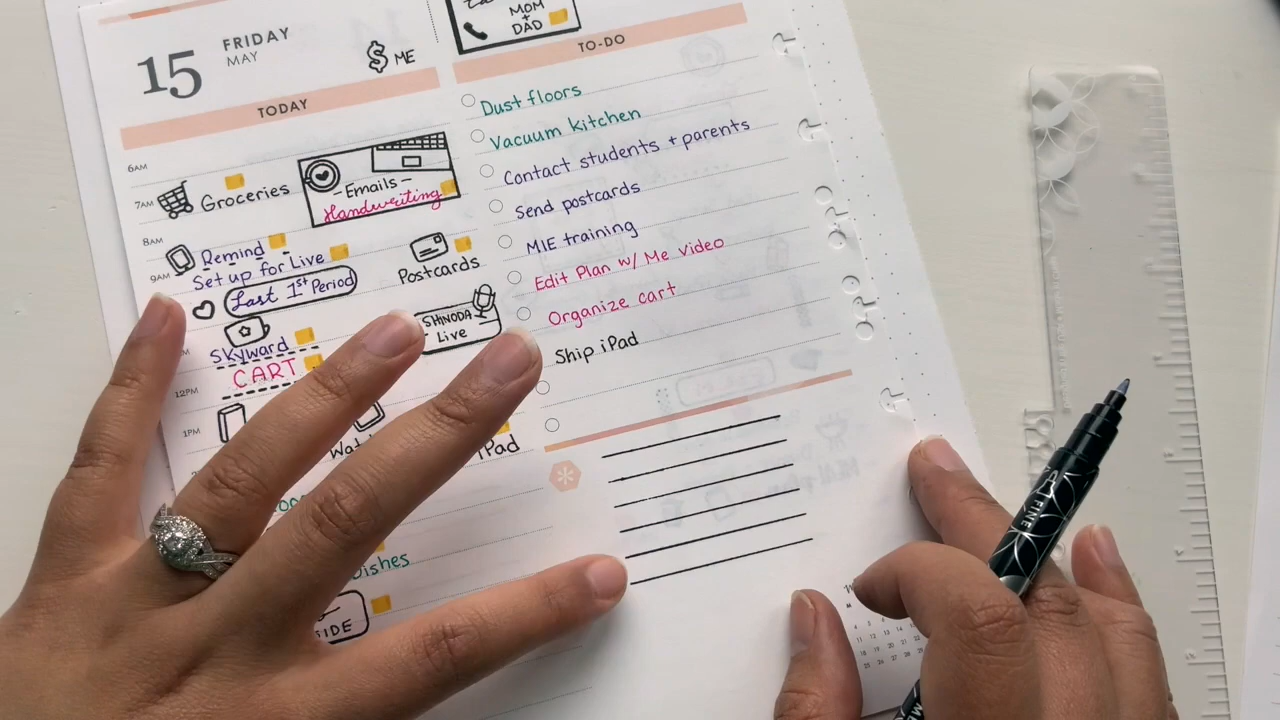 15
FRIDAY
MAY
$ ME
TODAY
6AM
7AM
Groceries
-Emails-
Handwriting
8AM
9AM
Remind
Set up for Live
Last 1st Period
Postcards
SHINODA
Live
Skyward
CART
12PM
1PM
iPad
Dishes
MOM
+
DAD
TO-DO
Dust floors
Vacuum kitchen
Contact students + parents
Send postcards
MIE training
Edit Plan w/ Me video
Organize cart
Ship iPad
FINE